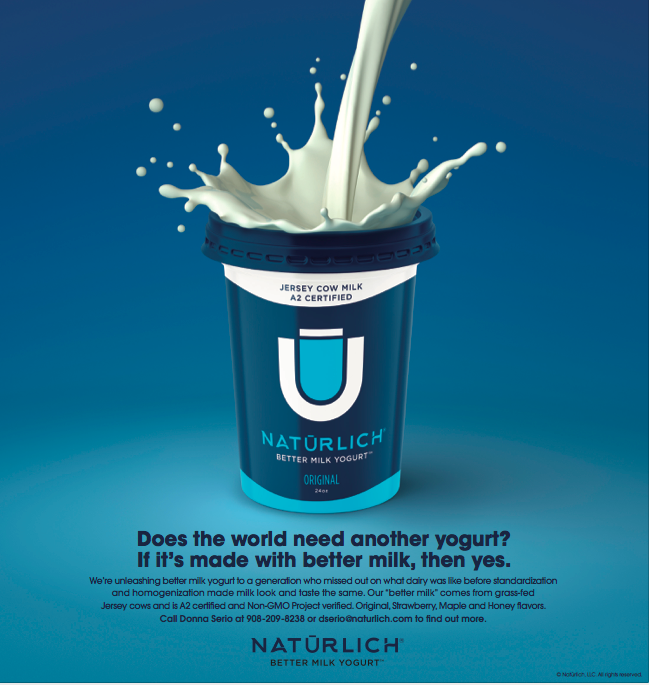 JERSEY COW MILK
A2 CERTIFIED
NATŪRLICH®
BETTER MILK YOGURT™
ORIGINAL
24oz
Does the world need another yogurt?
If it's made with better milk, then yes.
We're unleashing better milk yogurt to a generation who missed out on what dairy was like before standardization
and homogenization made milk look and taste the same. Our "better milk" comes from grass-fed
Jersey cows and is A2 certified and Non-GMO Project verified. Original, Strawberry, Maple and Honey flavors.
Call Donna Serio at 908-209-8238 or dserio@naturlich.com to find out more.
NATŪRLICH®
BETTER MILK YOGURT™
© Natūrlich, LLC. All rights reserved.